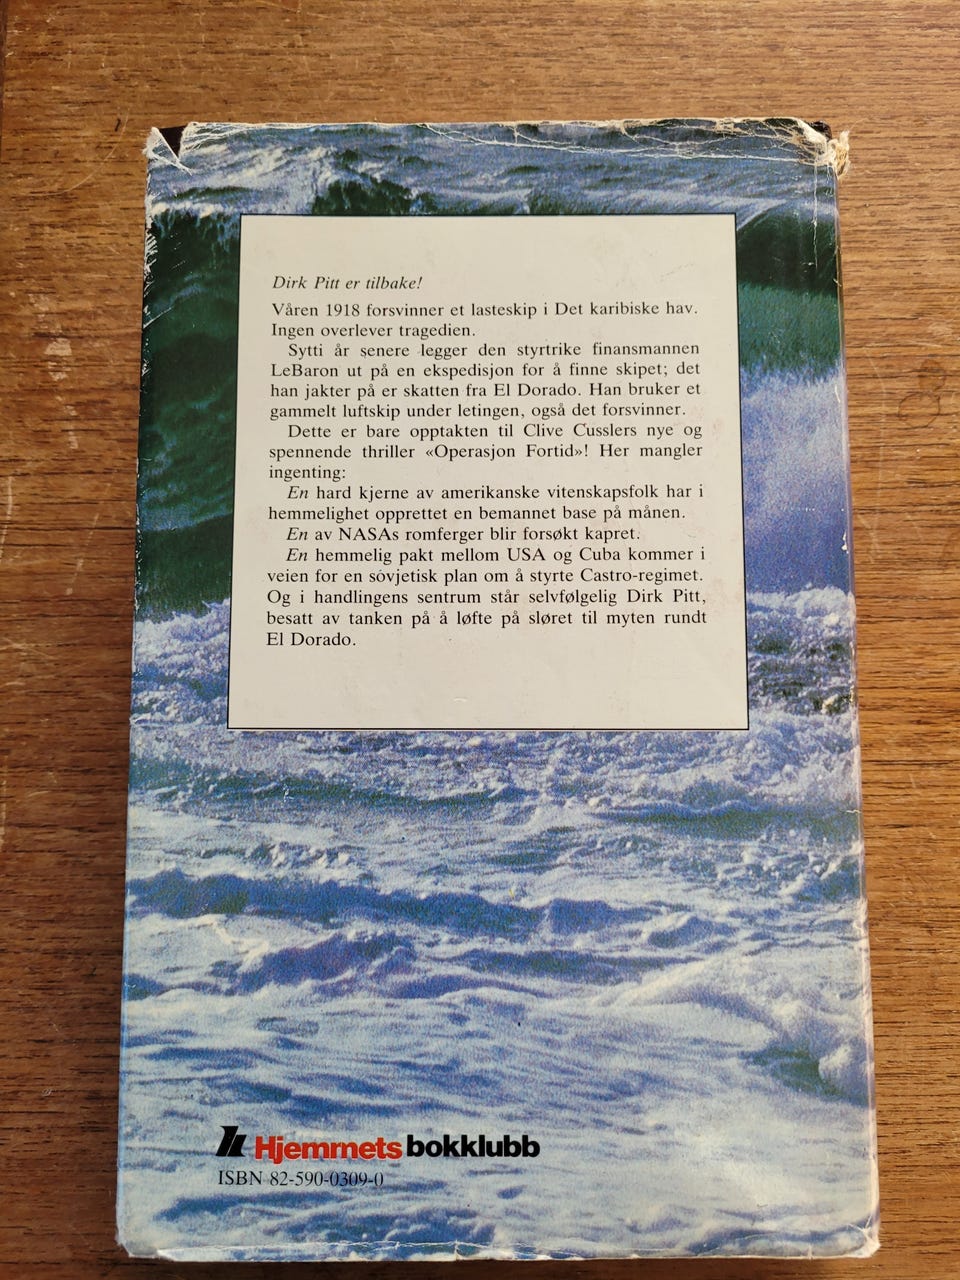 Dirk Pitt er tilbake!
Våren 1918 forsvinner et lasteskip i Det karibiske hav.
Ingen overlever tragedien.
Sytti år senere legger den styrtrike finansmannen
LeBaron ut på en ekspedisjon for å finne skipet; det
han jakter på er skatten fra El Dorado. Han bruker et
gammelt luftskip under letingen, også det forsvinner.
Dette er bare opptakten til Clive Cusslers nye og
spennende thriller «Operasjon Fortid»! Her mangler
ingenting:
En hard kjerne av amerikanske vitenskapsfolk har i
hemmelighet opprettet en bemannet base på månen.
En av NASAs romferger blir forsøkt kapret.
En hemmelig pakt mellom USA og Cuba kommer i
veien for en sovjetisk plan om å styrte Castro-regimet.
Og i handlingens sentrum står selvfølgelig Dirk Pitt,
besatt av tanken på å løfte på sløret til myten rundt
El Dorado.
Hjemmets bokklubb
ISBN 82-590-0309-0